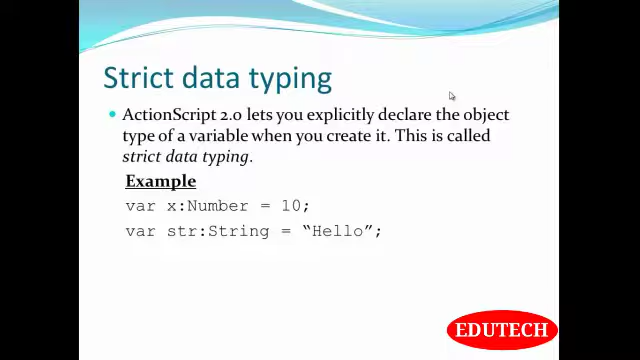 Strict data typing
• ActionScript 2.0 lets you explicitly declare the object
type of a variable when you create it. This is called
strict data typing.
Example
var x:Number = 10;
var str:String = “Hello”;
EDUTECH